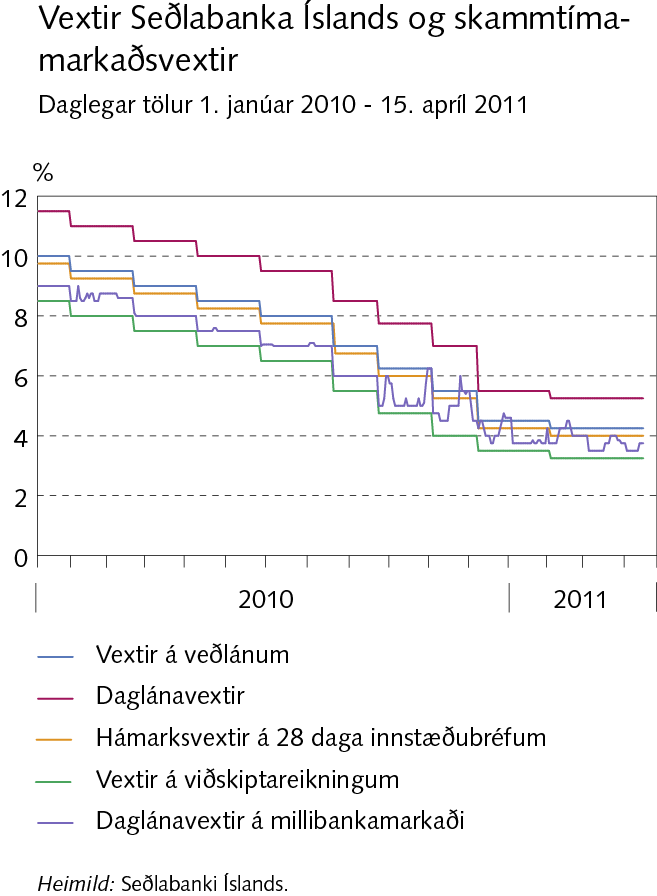 Vextir Seðlabanka Íslands og skammtíma-
markaðsvextir
Daglegar tölur 1. janúar 2010 - 15. apríl 2011
%
12
10
8
6
4
2
0
2010
2011
Vextir á veðlánum
Daglánavextir
Hámarksvextir á 28 daga innstæðubréfum
Vextir á viðskiptareikningum
Daglánavextir á millibankamarkaði
Heimild: Seðlabanki Íslands.